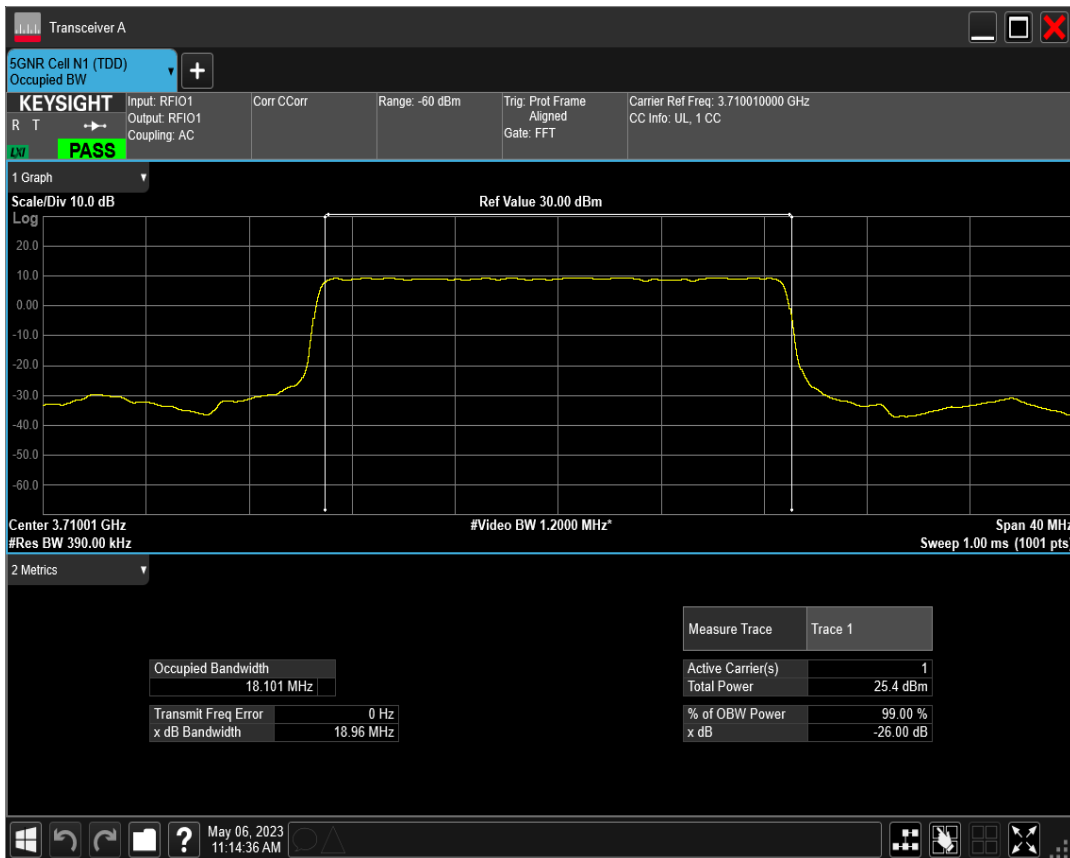 Transceiver A
5GNR Cell N1 (TDD)
Occupied BW
+
KEYSIGHT
R T
LXI
PASS
Input: RFIO1
Output: RFIO1
Coupling: AC
Corr CCorr
Range: -60 dBm
Trig: Prot Frame
Aligned
Gate: FFT
Carrier Ref Freq: 3.710010000 GHz
CC Info: UL, 1 CC
1 Graph
Scale/Div 10.0 dB
Ref Value 30.00 dBm
Log
20.0
10.0
0.00
-10.0
-20.0
-30.0
-40.0
-50.0
-60.0
Center 3.71001 GHz
#Video BW 1.2000 MHz*
Span 40 MHz
#Res BW 390.00 kHz
Sweep 1.00 ms (1001 pts)
2 Metrics
Measure Trace Trace 1
Occupied Bandwidth
18.101 MHz
Active Carrier(s) 1
Total Power 25.4 dBm
Transmit Freq Error 0 Hz
x dB Bandwidth 18.96 MHz
% of OBW Power 99.00 %
x dB -26.00 dB
?
May 06, 2023
11:14:36 AM